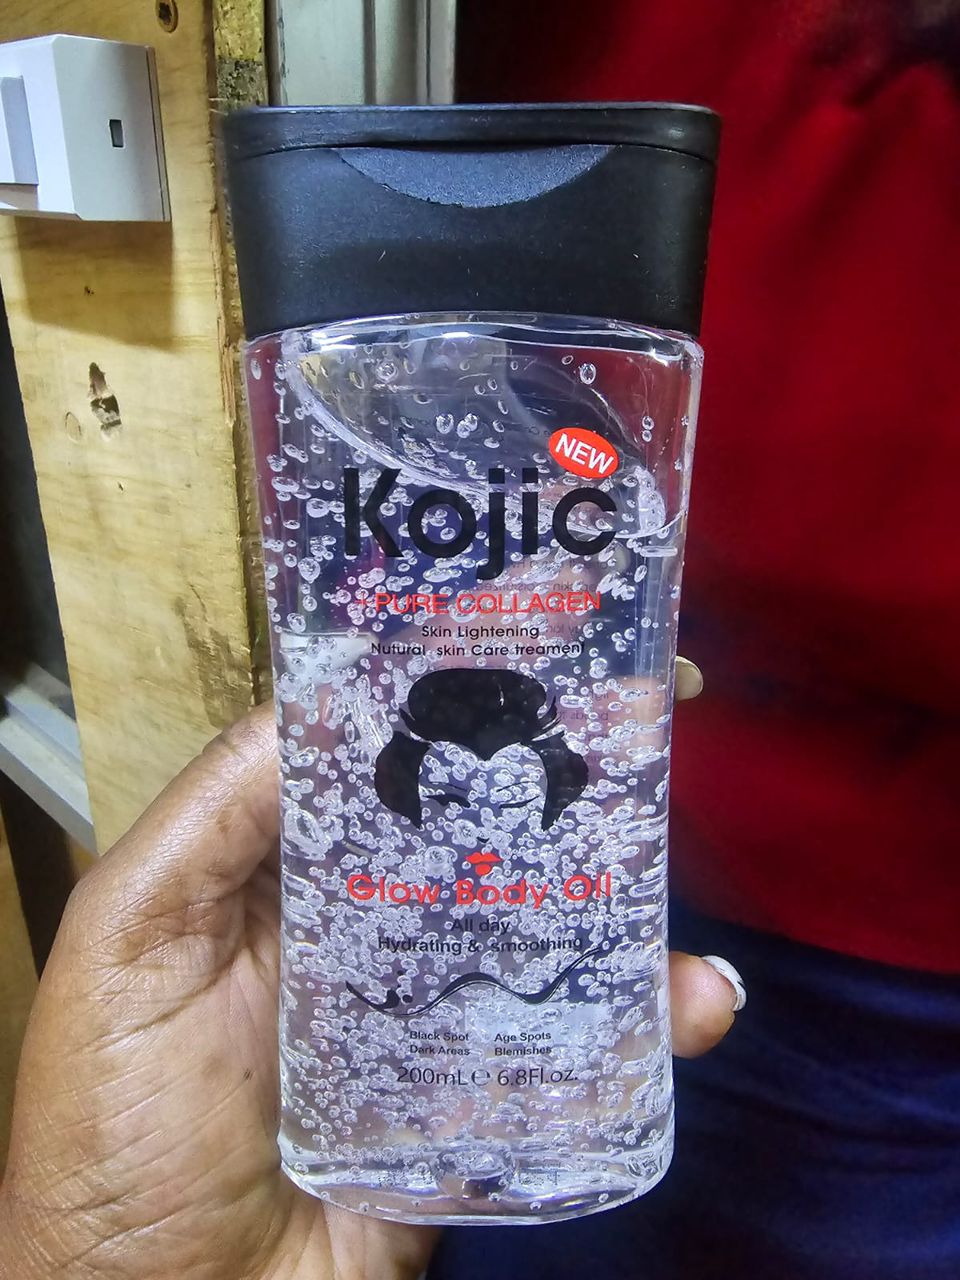 NEW
Kojic
+PURE COLLAGEN
Skin Lightening
Nutural skin Care treament
Glow Body Oil
All day
Hydrating & smoothing
Black Spot Age Spots
Dark Areas Blemishes
200mL℮ 6.8Fl.oz.